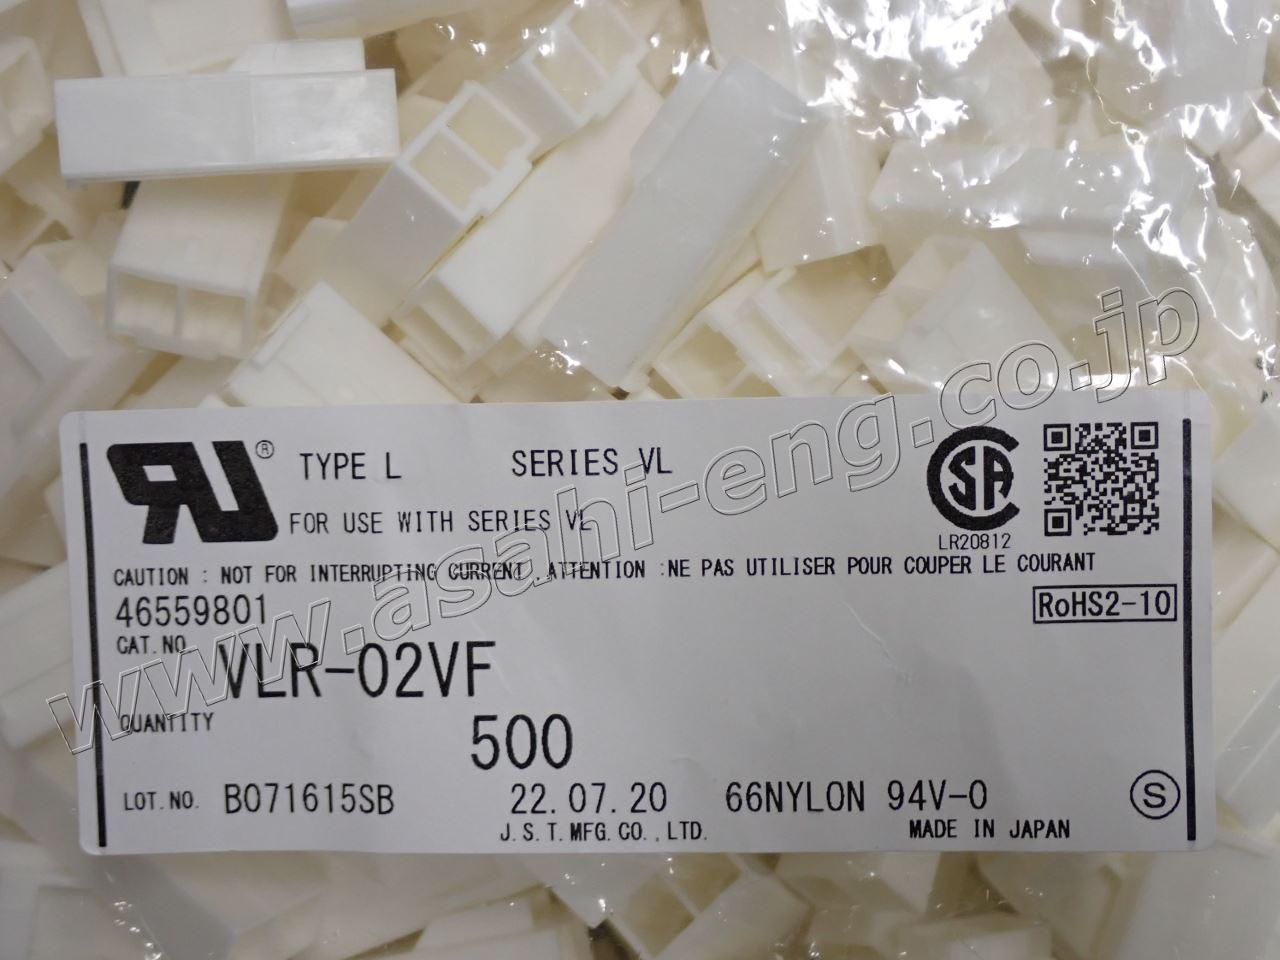 TYPE L SERIES VL
FOR USE WITH SERIES VL
CAUTION : NOT FOR INTERRUPTING CURRENT . ATTENTION : NE PAS UTILISER POUR COUPER LE COURANT
LR20812
46559801
RoHS2-10
CAT. NO. VLR-02VF
QUANTITY 500
LOT. NO. B071615SB 22. 07. 20 66NYLON 94V-0 S
J. S. T. MFG. CO. , LTD. MADE IN JAPAN
www.asahi-eng.co.jp